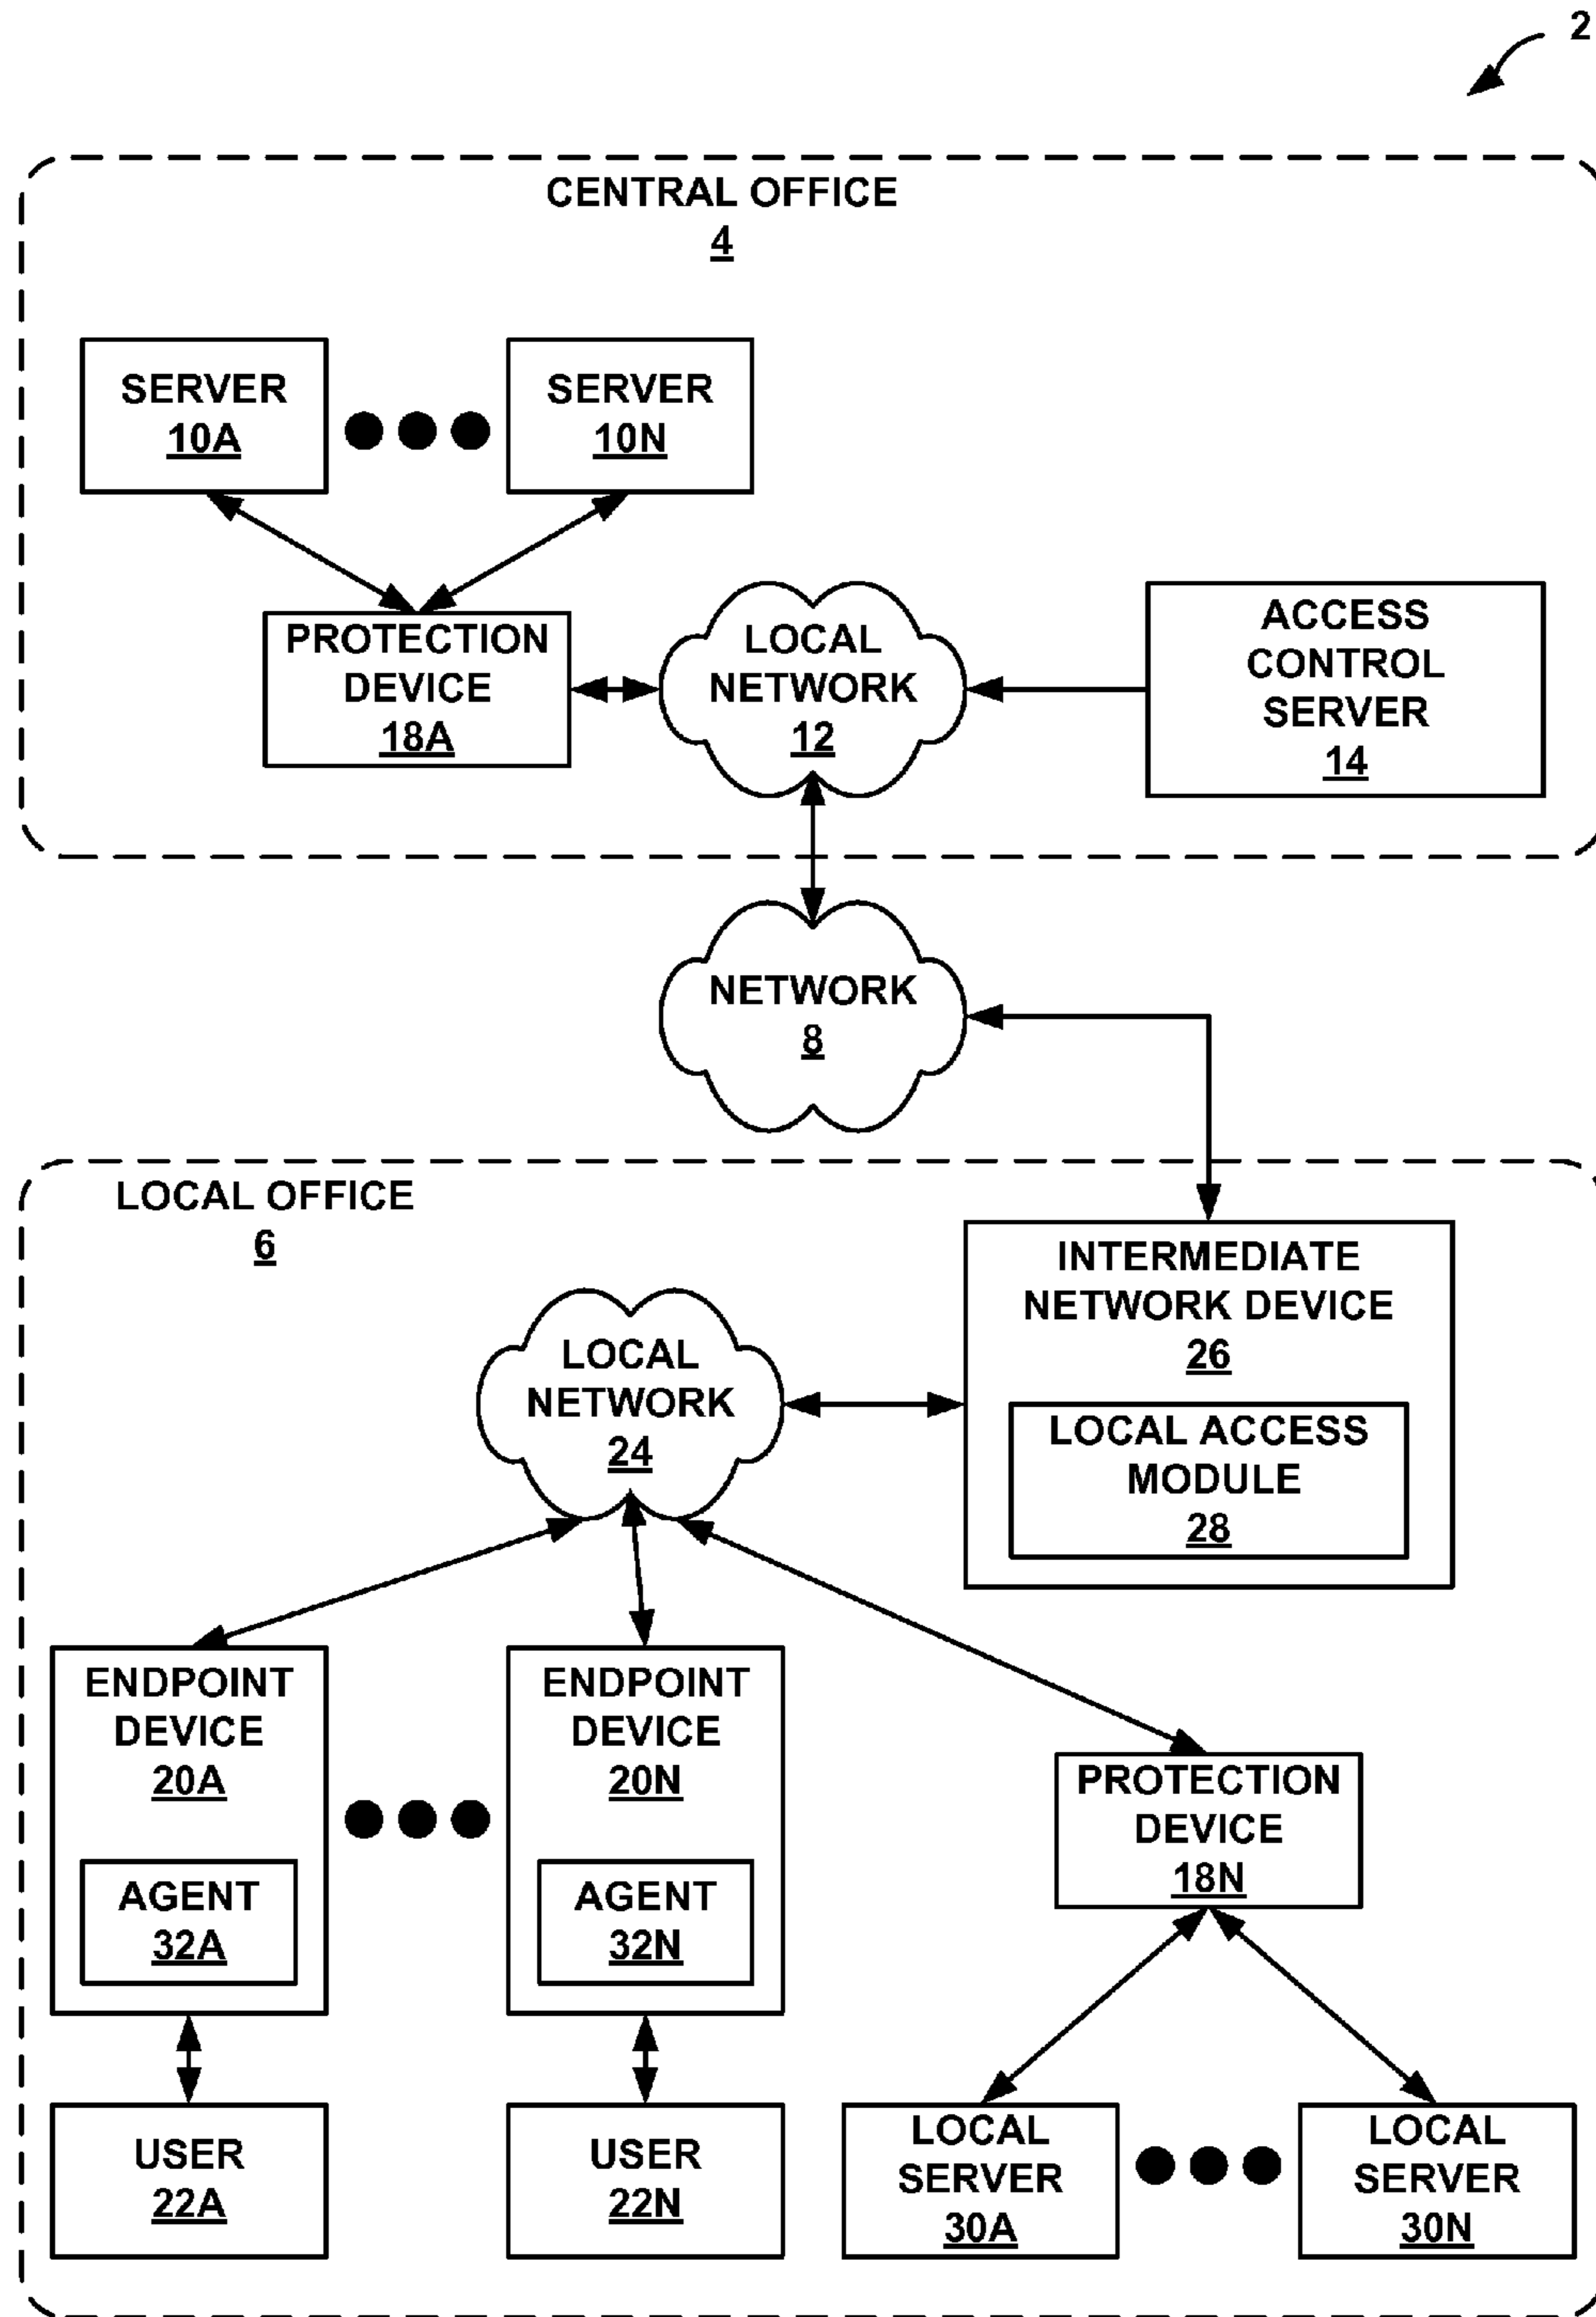 2
CENTRAL OFFICE
4
SERVER
10A
SERVER
10N
PROTECTION
DEVICE
18A
LOCAL
NETWORK
12
ACCESS
CONTROL
SERVER
14
NETWORK
8
LOCAL OFFICE
6
INTERMEDIATE
NETWORK DEVICE
26
LOCAL ACCESS
MODULE
28
LOCAL
NETWORK
24
ENDPOINT
DEVICE
20A
AGENT
32A
ENDPOINT
DEVICE
20N
AGENT
32N
PROTECTION
DEVICE
18N
USER
22A
USER
22N
LOCAL
SERVER
30A
LOCAL
SERVER
30N